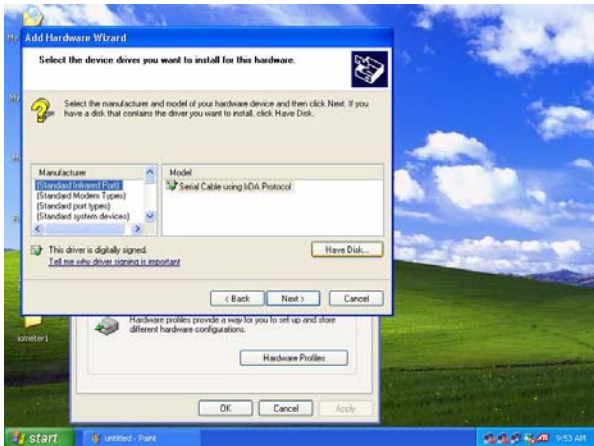 Add Hardware Wizard
Select the device driver you want to install for this hardware.
Select the manufacturer and model of your hardware device and then click Next. If you
have a disk that contains the driver you want to install, click Have Disk.
Manufacturer
Model
(Standard Infrared Port)
(Standard Modem Types)
(Standard port types)
(Standard system devices)
Serial Cable using IrDA Protocol
This driver is digitally signed.
Tell me why driver signing is important
Have Disk...
< Back
Next >
Cancel
Hardware profiles provide a way for you to set up and store
different hardware configurations.
Hardware Profiles
iometer1
OK
Cancel
Apply
start
untitled - Paint
9:53 AM